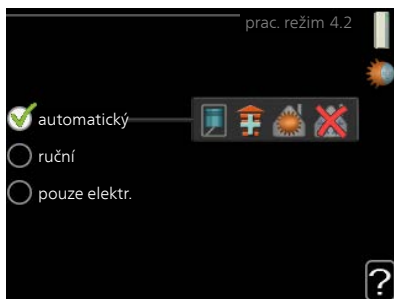 prac. režim 4.2
automatický
ruční
pouze elektr.
?